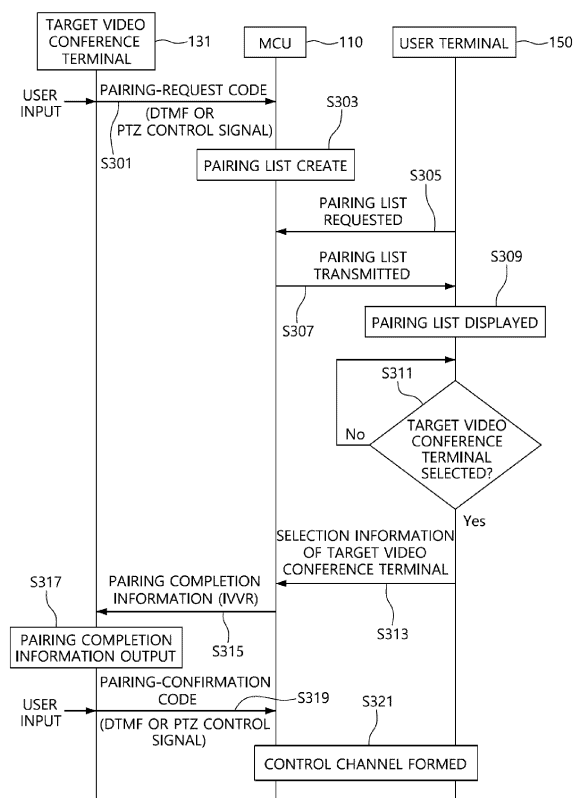 TARGET VIDEO
CONFERENCE
TERMINAL
131
MCU
110
USER TERMINAL
150
USER
INPUT
PAIRING-REQUEST CODE
(DTMF OR
PTZ CONTROL
SIGNAL)
S301
S303
PAIRING LIST CREATE
S305
PAIRING LIST
REQUESTED
PAIRING LIST
TRANSMITTED
S307
S309
PAIRING LIST DISPLAYED
S311
No
TARGET VIDEO
CONFERENCE
TERMINAL
SELECTED?
Yes
SELECTION INFORMATION
OF TARGET VIDEO
CONFERENCE TERMINAL
S313
PAIRING COMPLETION
INFORMATION (IVVR)
S315
S317
PAIRING COMPLETION
INFORMATION OUTPUT
USER
INPUT
PAIRING-CONFIRMATION
CODE
S319
(DTMF OR PTZ CONTROL
SIGNAL)
S321
CONTROL CHANNEL FORMED